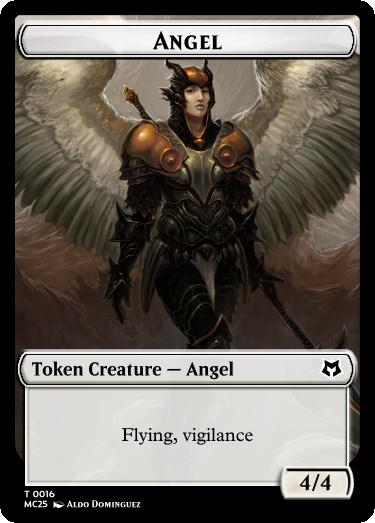 ANGEL
Token Creature — Angel
Flying, vigilance
4/4
T 0016
MC25 ALDO DOMINGUEZ